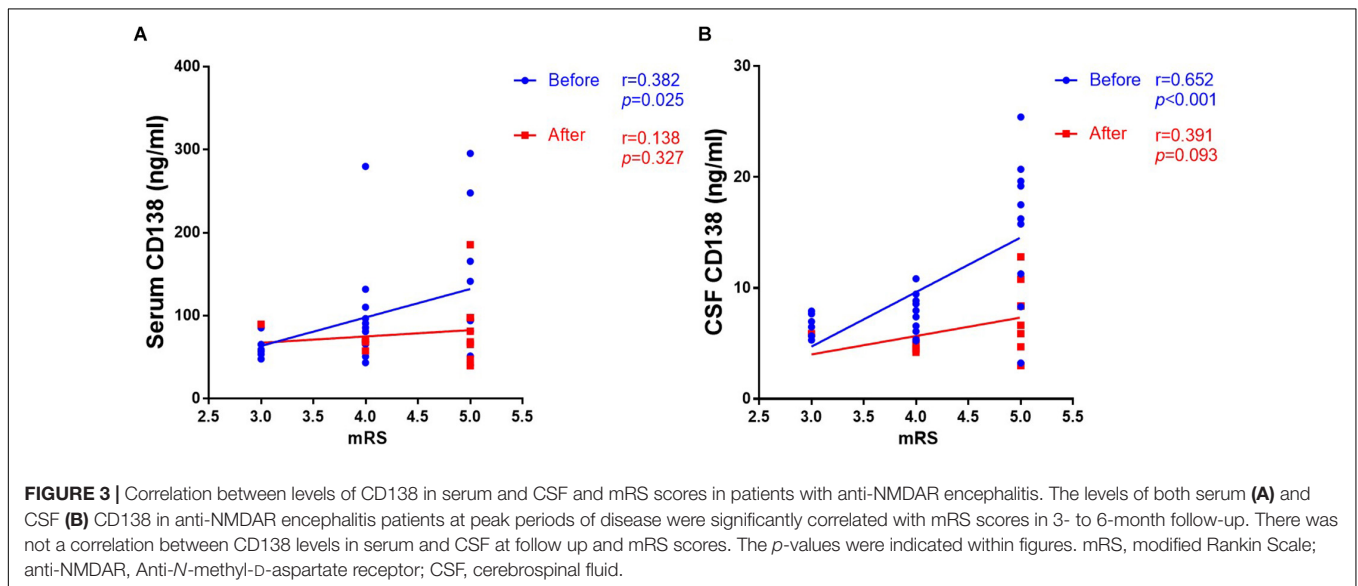 A
400
300
200
100
0
Serum CD138 (ng/ml)
2.5 3.0 3.5 4.0 4.5 5.0 5.5
mRS
Before r=0.382
p=0.025
After r=0.138
p=0.327
B
30
20
10
0
CSF CD138 (ng/ml)
2.5 3.0 3.5 4.0 4.5 5.0 5.5
mRS
Before r=0.652
p<0.001
After r=0.391
p=0.093
FIGURE 3 | Correlation between levels of CD138 in serum and CSF and mRS scores in patients with anti-NMDAR encephalitis. The levels of both serum (A) and
CSF (B) CD138 in anti-NMDAR encephalitis patients at peak periods of disease were significantly correlated with mRS scores in 3- to 6-month follow-up. There was
not a correlation between CD138 levels in serum and CSF at follow up and mRS scores. The p-values were indicated within figures. mRS, modified Rankin Scale;
anti-NMDAR, Anti-N-methyl-D-aspartate receptor; CSF, cerebrospinal fluid.